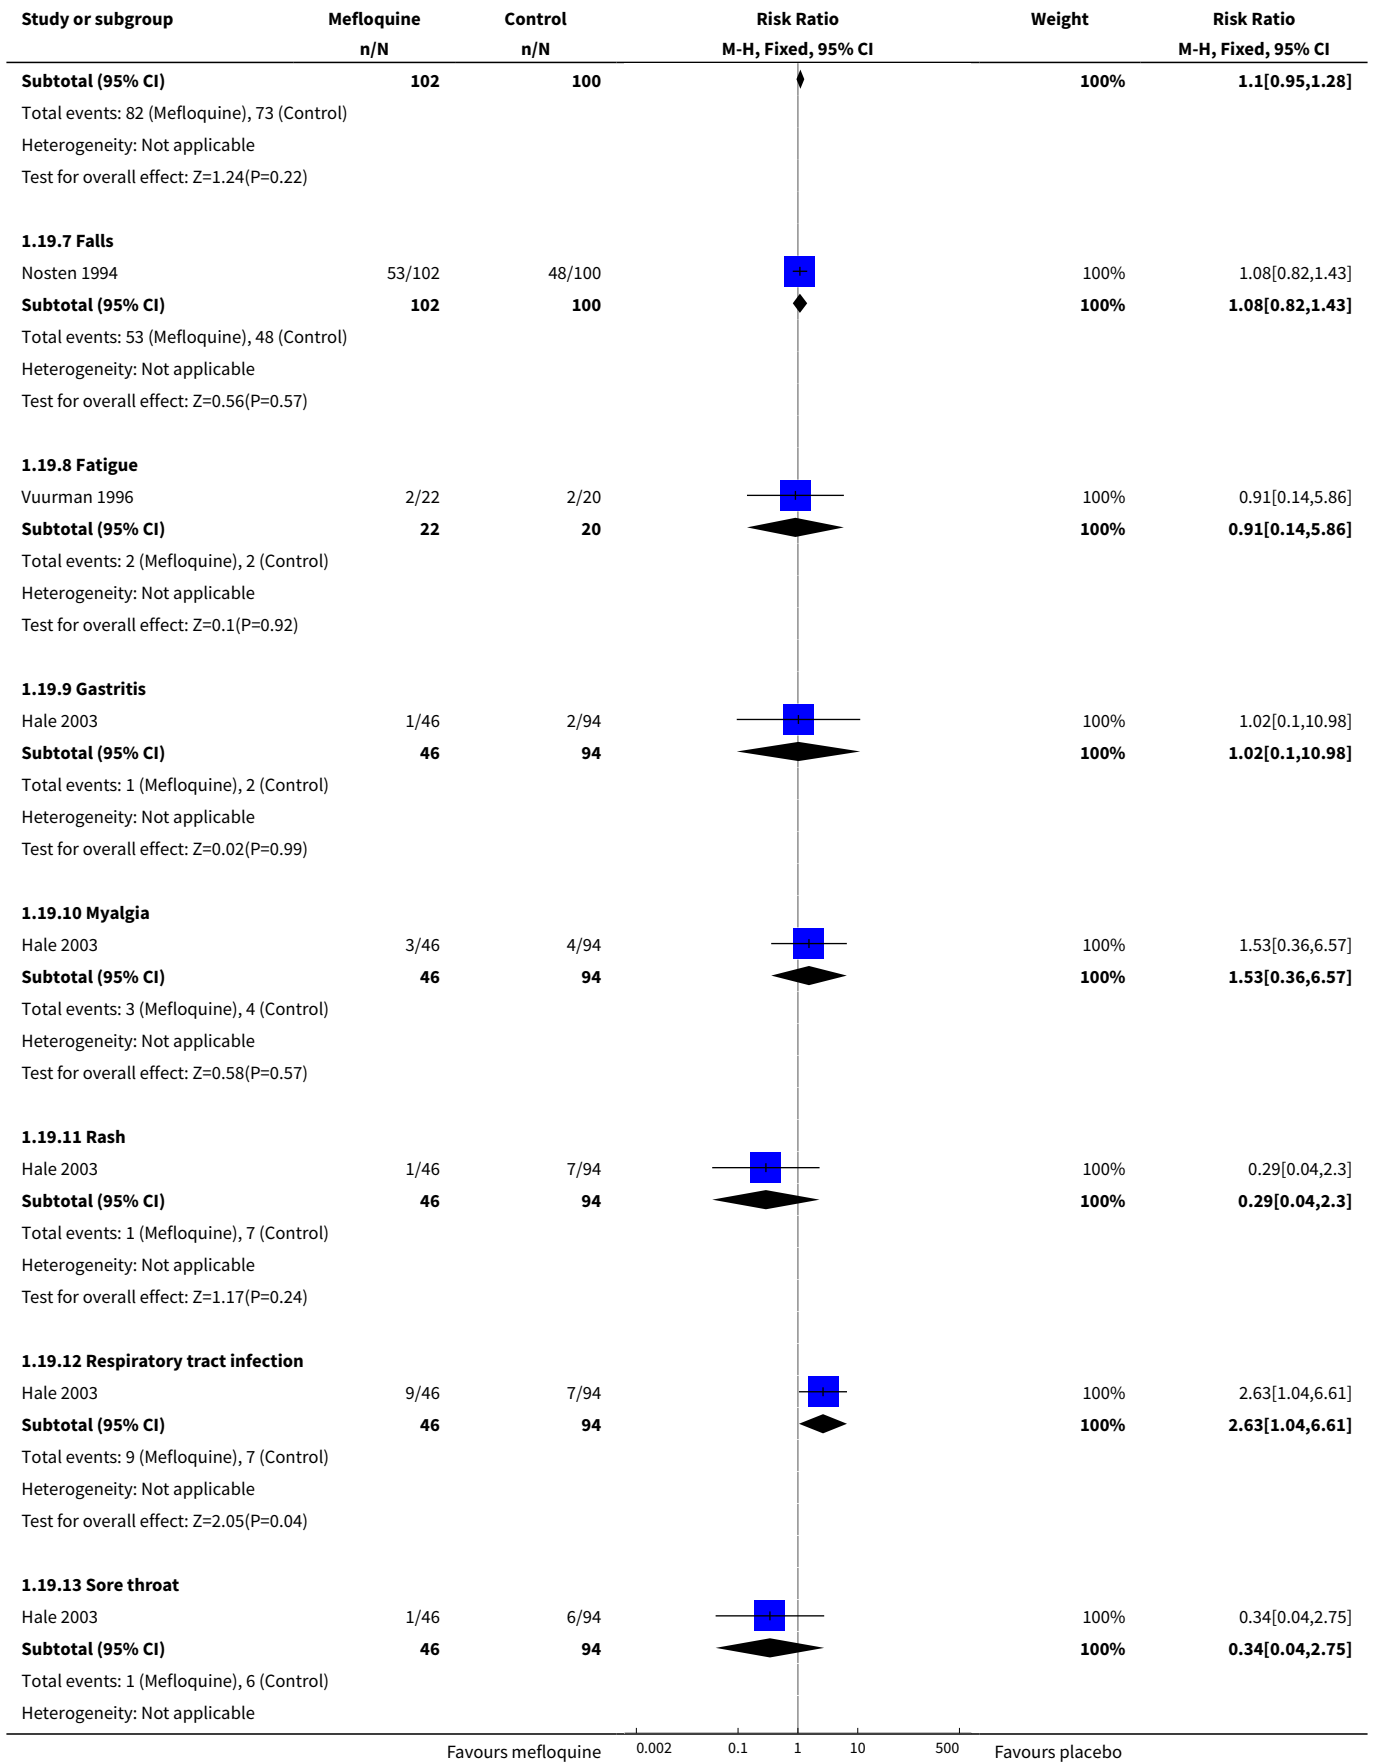 Study or subgroup Mefloquine Control Risk Ratio Weight Risk Ratio
n/N n/N M-H, Fixed, 95% CI M-H, Fixed, 95% CI
Subtotal (95% CI) 102 100 100% 1.1[0.95,1.28]
Total events: 82 (Mefloquine), 73 (Control)
Heterogeneity: Not applicable
Test for overall effect: Z=1.24(P=0.22)
1.19.7 Falls
Nosten 1994 53/102 48/100 100% 1.08[0.82,1.43]
Subtotal (95% CI) 102 100 100% 1.08[0.82,1.43]
Total events: 53 (Mefloquine), 48 (Control)
Heterogeneity: Not applicable
Test for overall effect: Z=0.56(P=0.57)
1.19.8 Fatigue
Vuurman 1996 2/22 2/20 100% 0.91[0.14,5.86]
Subtotal (95% CI) 22 20 100% 0.91[0.14,5.86]
Total events: 2 (Mefloquine), 2 (Control)
Heterogeneity: Not applicable
Test for overall effect: Z=0.1(P=0.92)
1.19.9 Gastritis
Hale 2003 1/46 2/94 100% 1.02[0.1,10.98]
Subtotal (95% CI) 46 94 100% 1.02[0.1,10.98]
Total events: 1 (Mefloquine), 2 (Control)
Heterogeneity: Not applicable
Test for overall effect: Z=0.02(P=0.99)
1.19.10 Myalgia
Hale 2003 3/46 4/94 100% 1.53[0.36,6.57]
Subtotal (95% CI) 46 94 100% 1.53[0.36,6.57]
Total events: 3 (Mefloquine), 4 (Control)
Heterogeneity: Not applicable
Test for overall effect: Z=0.58(P=0.57)
1.19.11 Rash
Hale 2003 1/46 7/94 100% 0.29[0.04,2.3]
Subtotal (95% CI) 46 94 100% 0.29[0.04,2.3]
Total events: 1 (Mefloquine), 7 (Control)
Heterogeneity: Not applicable
Test for overall effect: Z=1.17(P=0.24)
1.19.12 Respiratory tract infection
Hale 2003 9/46 7/94 100% 2.63[1.04,6.61]
Subtotal (95% CI) 46 94 100% 2.63[1.04,6.61]
Total events: 9 (Mefloquine), 7 (Control)
Heterogeneity: Not applicable
Test for overall effect: Z=2.05(P=0.04)
1.19.13 Sore throat
Hale 2003 1/46 6/94 100% 0.34[0.04,2.75]
Subtotal (95% CI) 46 94 100% 0.34[0.04,2.75]
Total events: 1 (Mefloquine), 6 (Control)
Heterogeneity: Not applicable
Favours mefloquine 0.002 0.1 1 10 500 Favours placebo